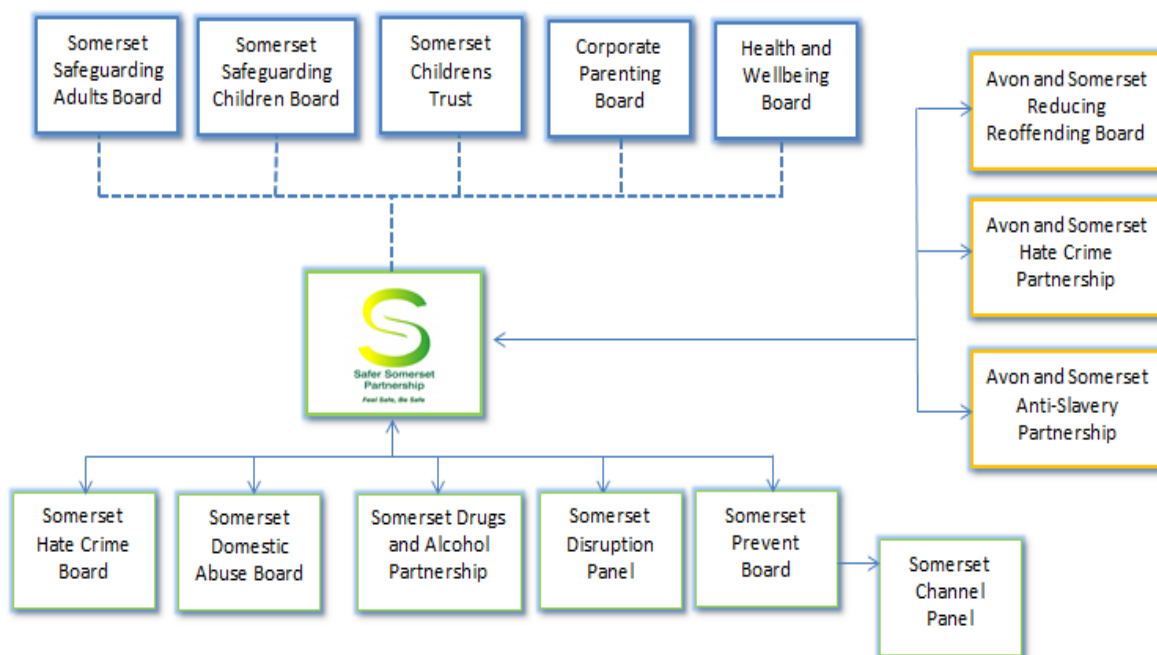 Somerset
Safeguarding
Adults Board
Somerset
Safeguarding
Children Board
Somerset
Childrens
Trust
Corporate
Parenting
Board
Health and
Wellbeing
Board
Avon and Somerset
Reducing
Reoffending Board
Avon and Somerset
Hate Crime
Partnership
Safer Somerset
Partnership
Feel Safe, Be Safe
Avon and Somerset
Anti-Slavery
Partnership
Somerset
Hate Crime
Board
Somerset
Domestic
Abuse Board
Somerset Drugs
and Alcohol
Partnership
Somerset
Disruption
Panel
Somerset
Prevent
Board
Somerset
Channel
Panel